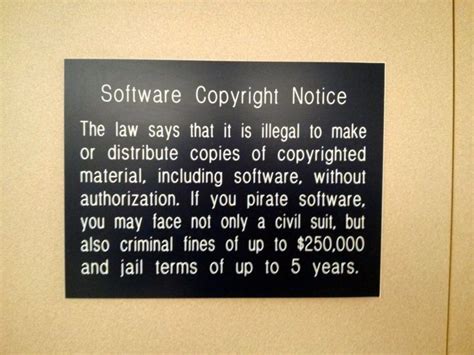 Software Copyright Notice
The law says that it is illegal to make
or distribute copies of copyrighted
material, including software, without
authorization. If you pirate software,
you may face not only a civil suit, but
also criminal fines of up to $250,000
and jail terms of up to 5 years.